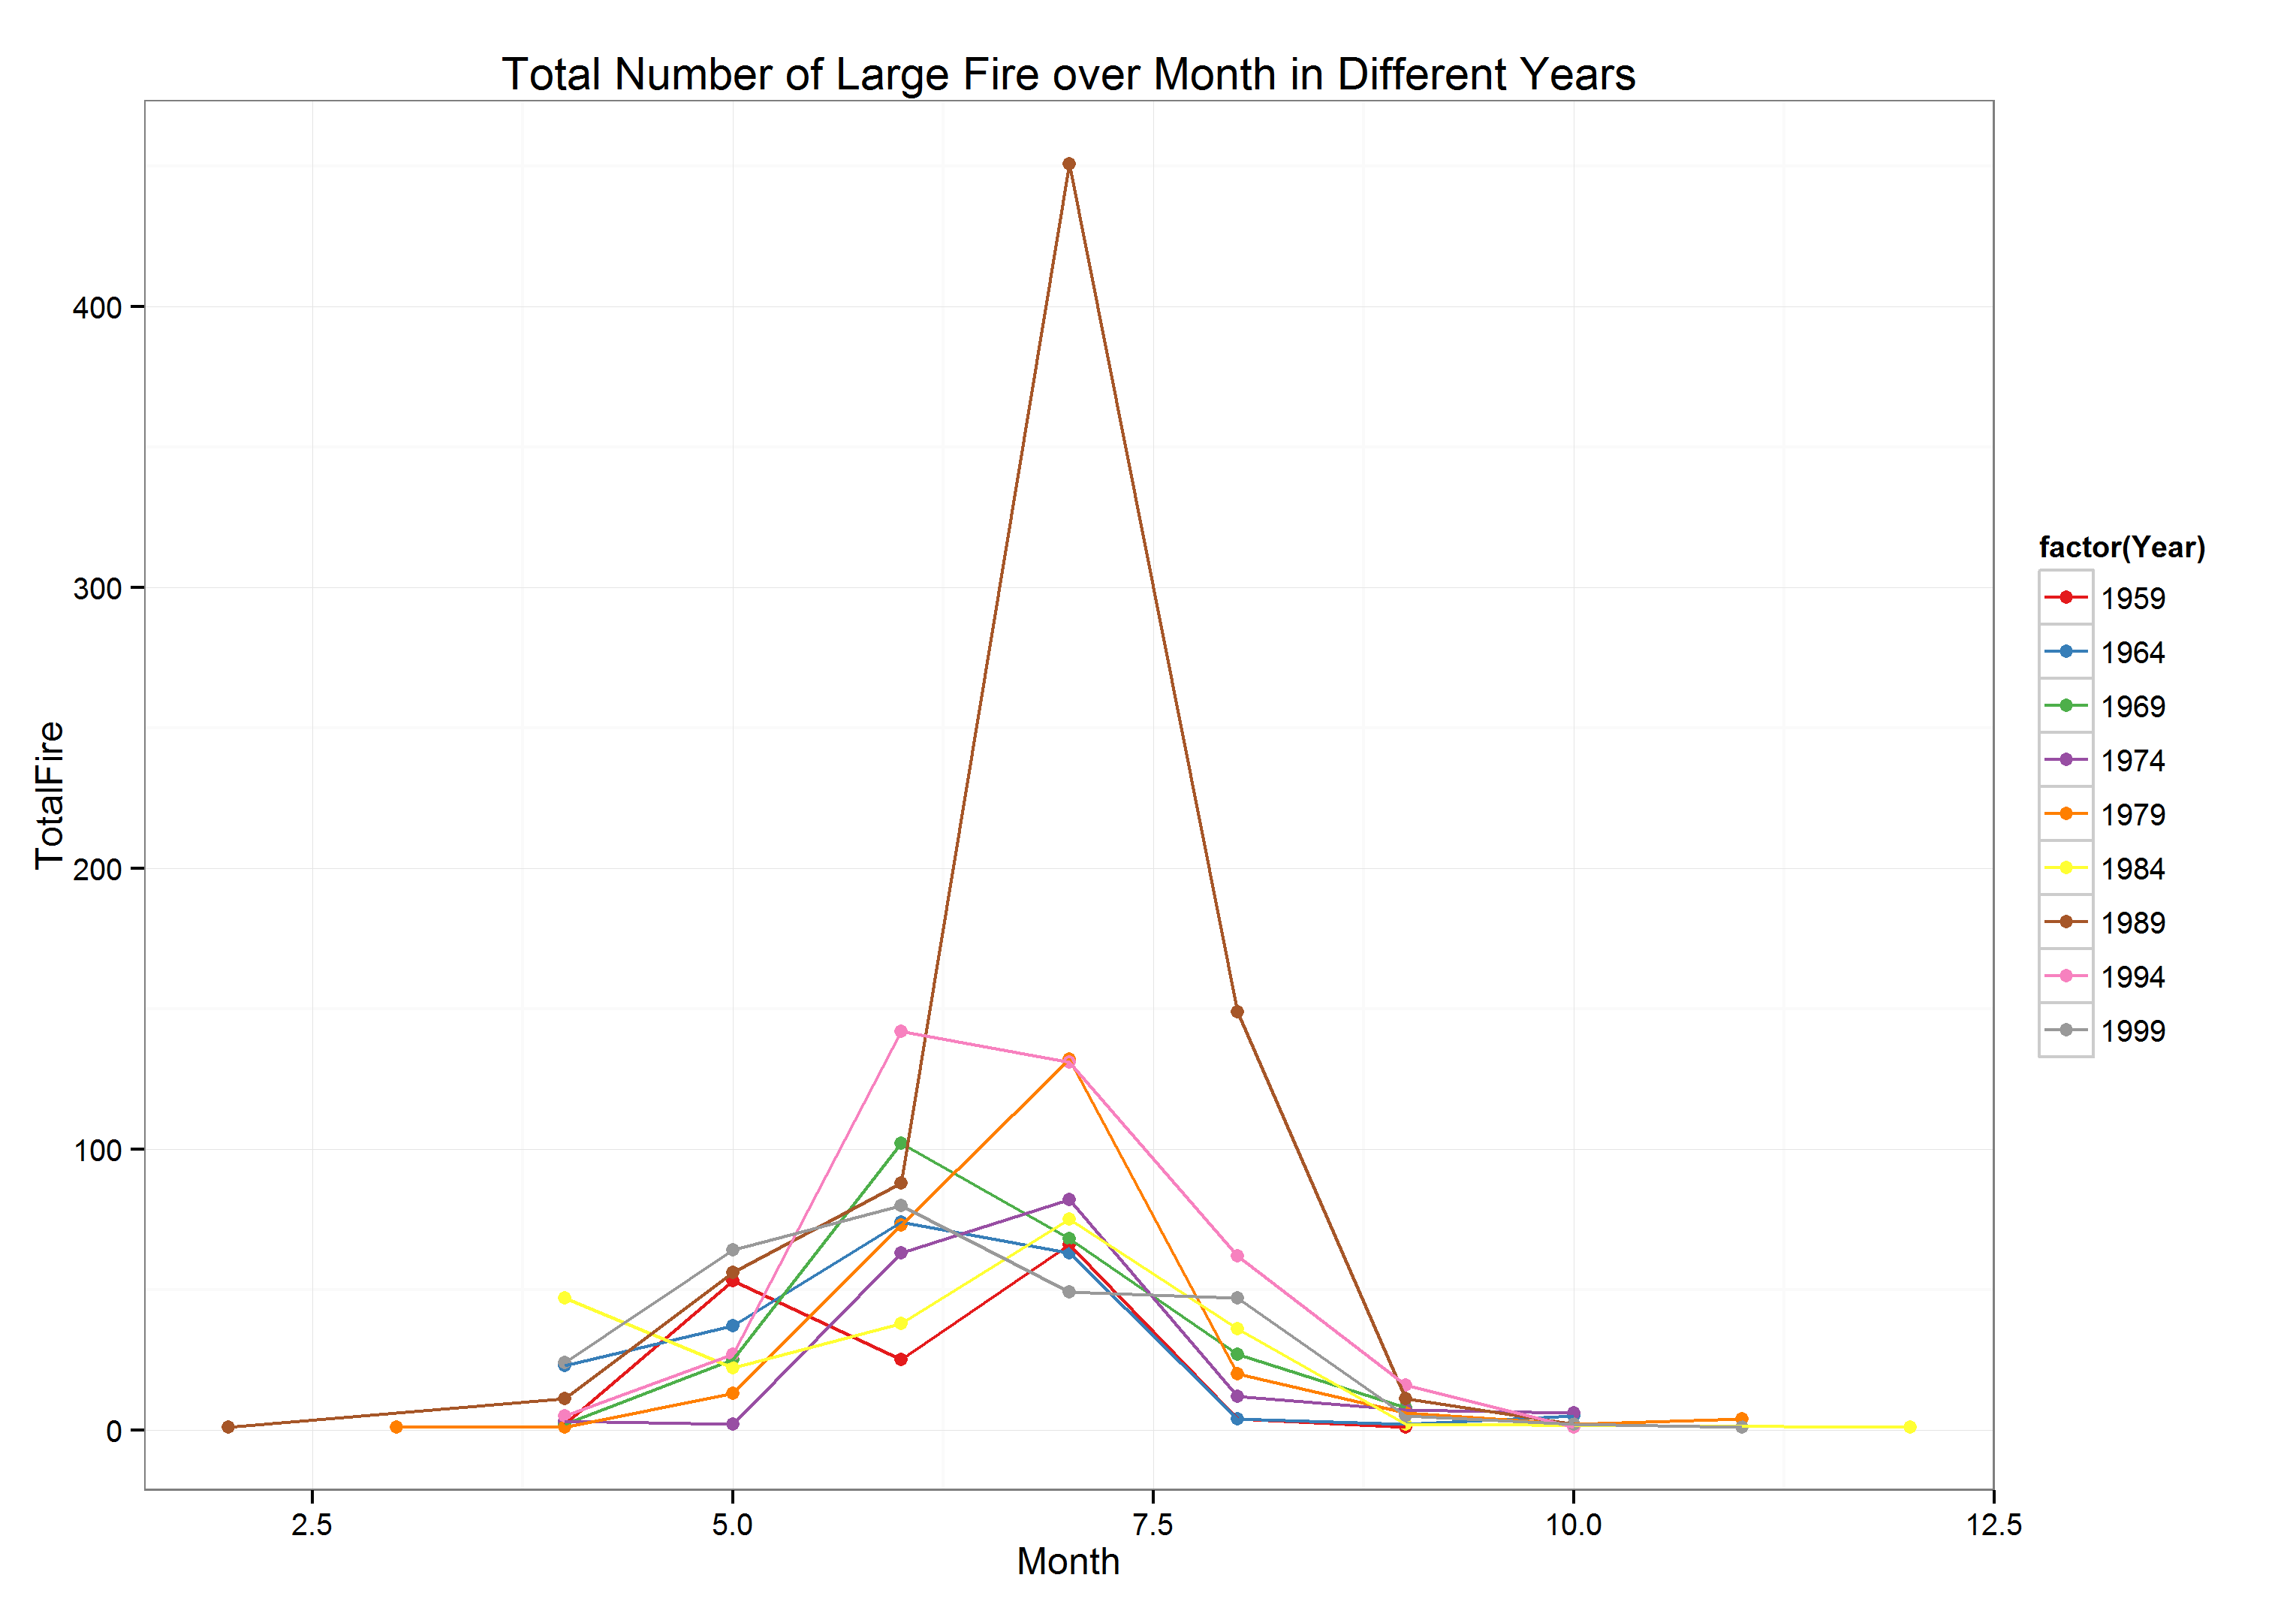 Total Number of Large Fire over Month in Different Years
TotalFire
400
300
200
100
0
2.5 5.0 7.5 10.0 12.5
Month
factor(Year)
1959
1964
1969
1974
1979
1984
1989
1994
1999